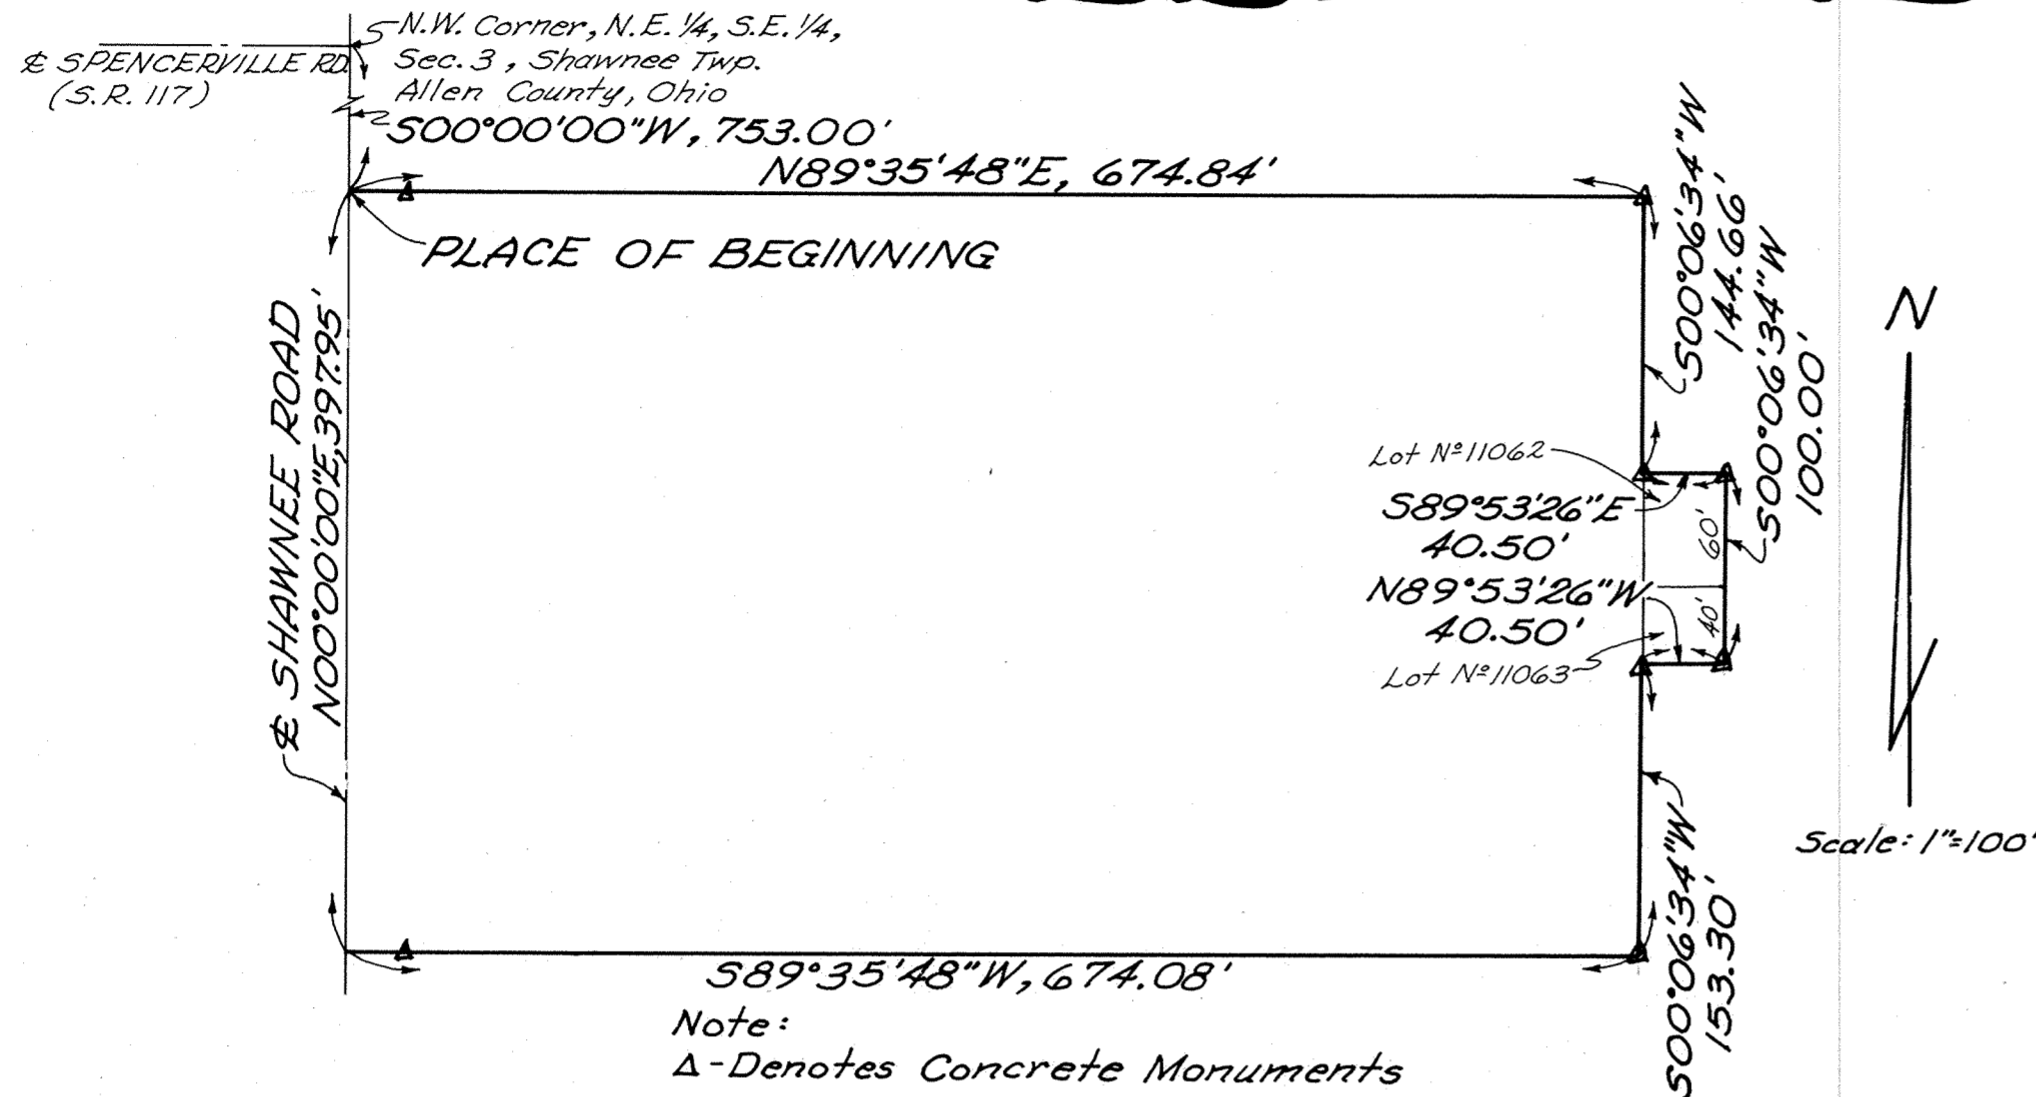 N.W. Corner, N.E. 1/4, S.E. 1/4,
Sec. 3, Shawnee Twp.
Allen County, Ohio
℄ SPENCERVILLE RD.
(S.R. 117)
S00°00'00"W, 753.00'
N89°35'48"E, 674.84'
PLACE OF BEGINNING
℄ SHAWNEE ROAD
N00°00'00"E, 397.95'
S00°06'34"W
144.66'
S00°06'34"W
100.00'
N
Lot Nº 11062
S89°53'26"E
40.50'
60'
N89°53'26"W
40.50'
40'
Lot Nº 11063
Scale: 1"=100'
S00°06'34"W
153.30'
S89°35'48"W, 674.08'
Note:
Δ-Denotes Concrete Monuments